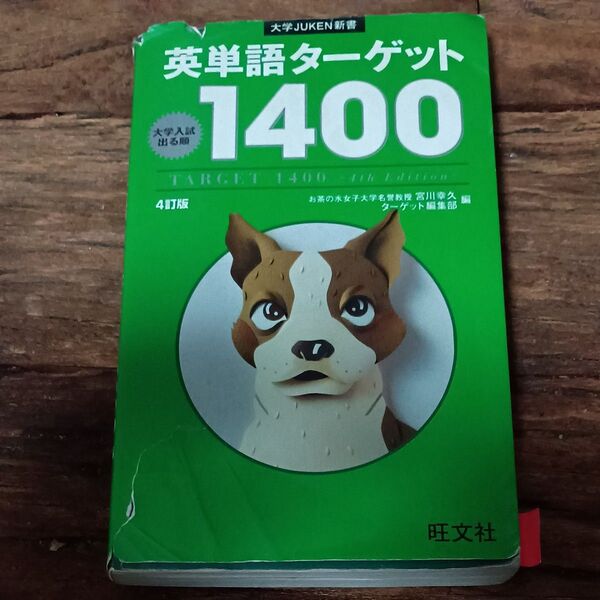 大学JUKEN新書
英単語ターゲット
1400
大学入試
出る順
TARGET 1400 -4th Edition-
4訂版
お茶の水女子大学名誉教授 宮川幸久
ターゲット編集部 編
旺文社